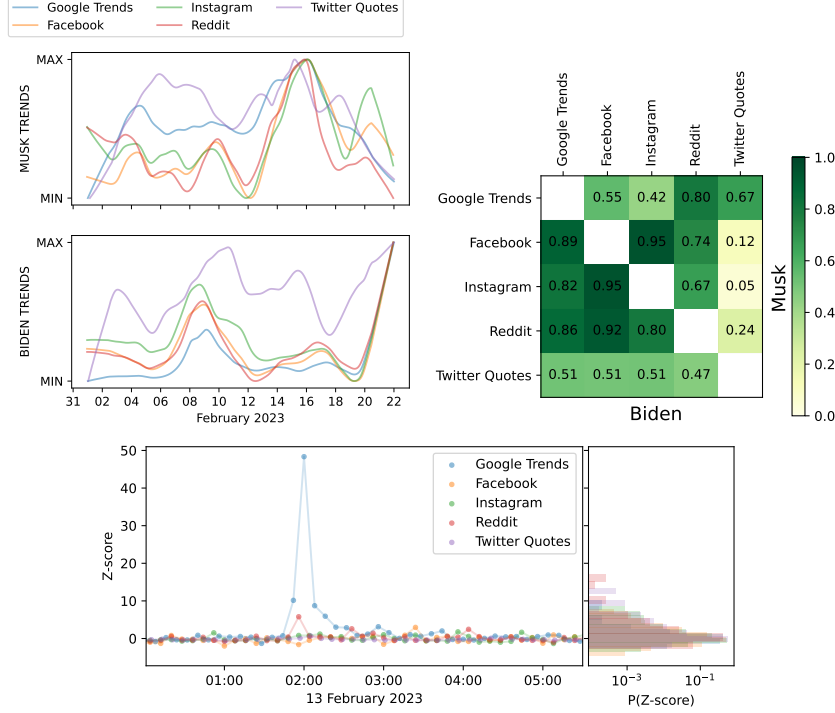 Google Trends Instagram Twitter Quotes
Facebook Reddit
MAX
MUSK TRENDS
MIN
MAX
BIDEN TRENDS
MIN
31 02 04 06 08 10 12 14 16 18 20 22
February 2023
Google Trends
Facebook
Instagram
Reddit
Twitter Quotes
Google Trends 0.55 0.42 0.80 0.67
Facebook 0.89 0.95 0.74 0.12
Instagram 0.82 0.95 0.67 0.05
Reddit 0.86 0.92 0.80 0.24
Twitter Quotes 0.51 0.51 0.51 0.47
Biden
Musk
1.0
0.8
0.6
0.4
0.2
0.0
50
40
30
20
10
0
Z-score
Google Trends
Facebook
Instagram
Reddit
Twitter Quotes
01:00 02:00 03:00 04:00 05:00
13 February 2023
10⁻³ 10⁻¹
P(Z-score)